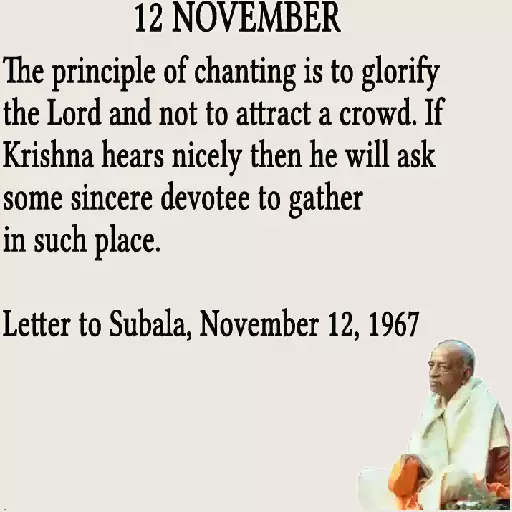 12 NOVEMBER
The principle of chanting is to glorify
the Lord and not to attract a crowd. If
Krishna hears nicely then he will ask
some sincere devotee to gather
in such place.
Letter to Subala, November 12, 1967